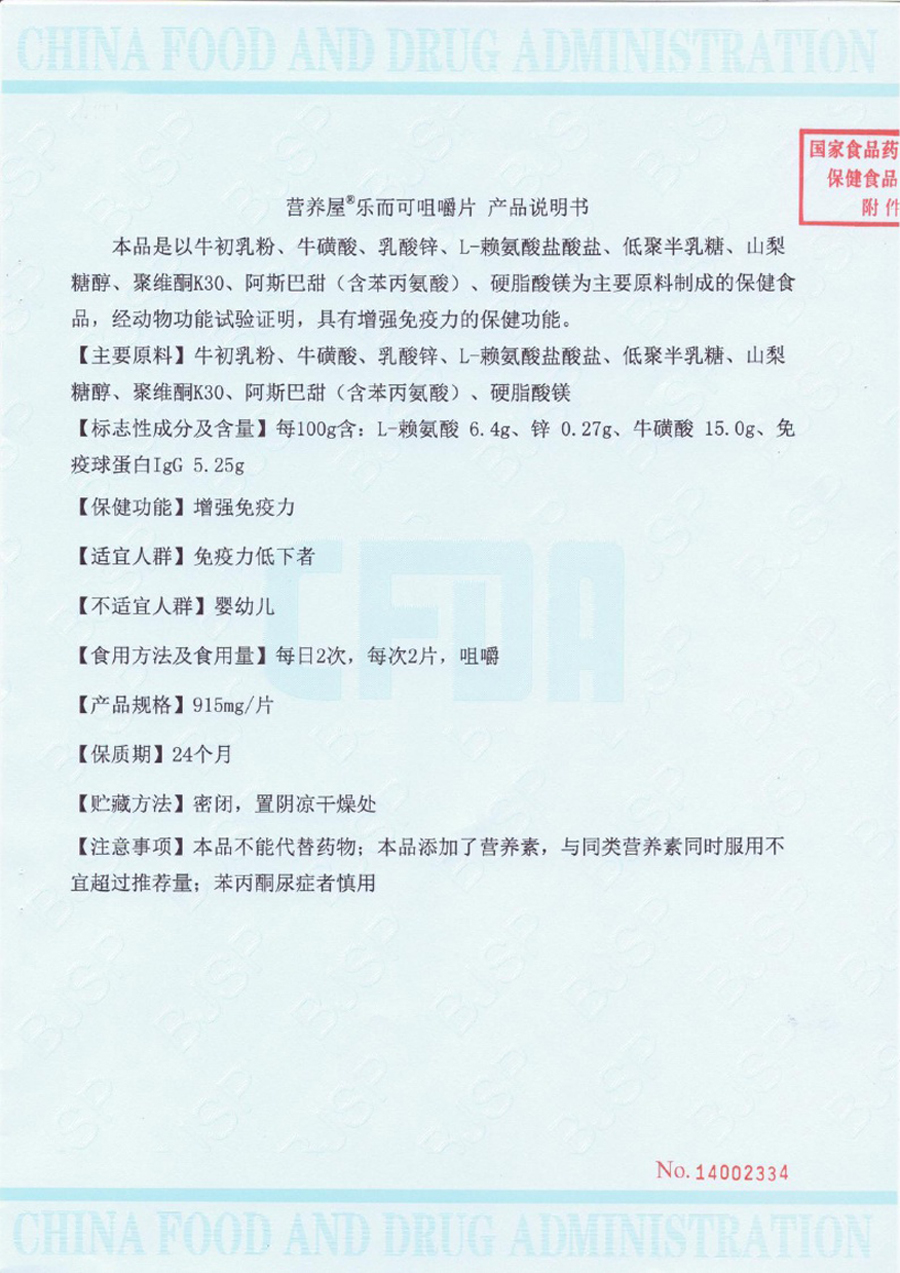 CHINA FOOD AND DRUG ADMINISTRATION
国家食品药
保健食品
附件
营养屋®乐而可咀嚼片 产品说明书
本品是以牛初乳粉、牛磺酸、乳酸锌、L-赖氨酸盐酸盐、低聚半乳糖、山梨
糖醇、聚维酮K30、阿斯巴甜（含苯丙氨酸）、硬脂酸镁为主要原料制成的保健食
品，经动物功能试验证明，具有增强免疫力的保健功能。
【主要原料】牛初乳粉、牛磺酸、乳酸锌、L-赖氨酸盐酸盐、低聚半乳糖、山梨
糖醇、聚维酮K30、阿斯巴甜（含苯丙氨酸）、硬脂酸镁
【标志性成分及含量】每100g含：L-赖氨酸 6.4g、锌 0.27g、牛磺酸 15.0g、免
疫球蛋白IgG 5.25g
【保健功能】增强免疫力
【适宜人群】免疫力低下者
【不适宜人群】婴幼儿
CFDA
【食用方法及食用量】每日2次，每次2片，咀嚼
【产品规格】915mg/片
【保质期】24个月
【贮藏方法】密闭，置阴凉干燥处
【注意事项】本品不能代替药物；本品添加了营养素，与同类营养素同时服用不
宜超过推荐量；苯丙酮尿症者慎用
No. 14002334
CHINA FOOD AND DRUG ADMINISTRATION